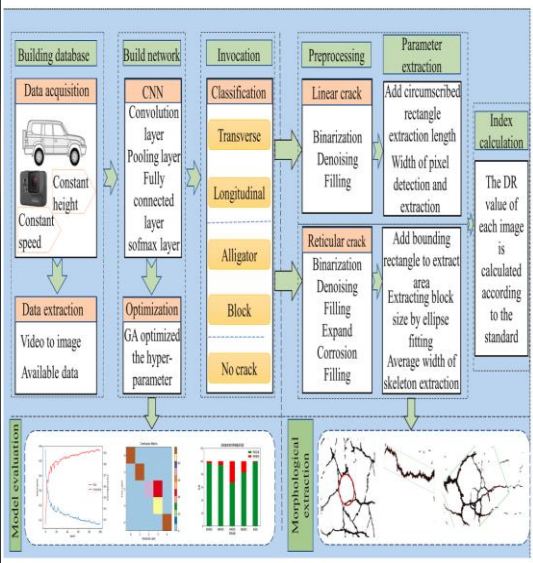 Building database
Data acquisition
Constant
height
Constant
speed
Data extraction
Video to image
Available data
Build network
CNN
Convolution
layer
Pooling layer
Fully
connected
layer
sofmax layer
Optimization
GA optimized
the hyper-
parameter
Invocation
Classification
Transverse
Longitudinal
Alligator
Block
No crack
Preprocessing
Linear crack
Binarization
Denoising
Filling
Reticular crack
Binarization
Denoising
Filling
Expand
Corrosion
Filling
Parameter
extraction
Add circumscribed
rectangle
extraction length
Width of pixel
detection and
extraction
Add bounding
rectangle to extract
area
Extracting block
size by ellipse
fitting
Average width of
skeleton extraction
Index
calculation
The DR
value of
each image
is
calculated
according
to the
standard
Model evaluation
Morphological
extraction